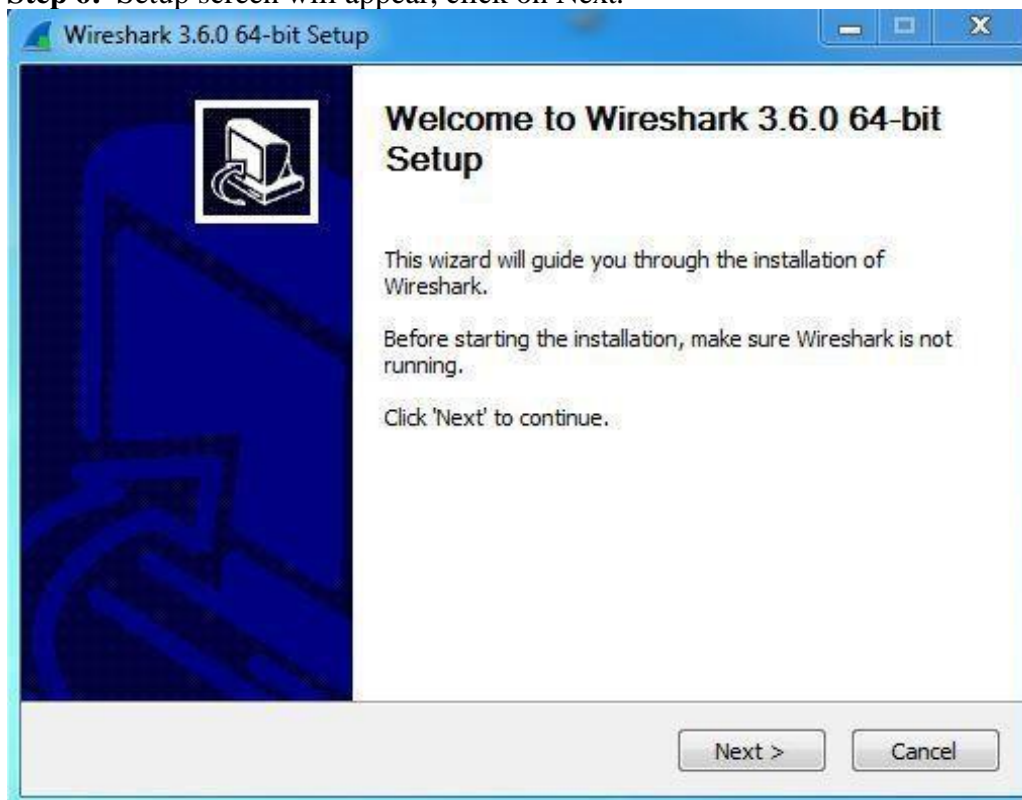 Step 6: Setup screen will appear, click on Next.
Wireshark 3.6.0 64-bit Setup
X
Welcome to Wireshark 3.6.0 64-bit
Setup
This wizard will guide you through the installation of
Wireshark.
Before starting the installation, make sure Wireshark is not
running.
Click 'Next' to continue.
Next >
Cancel